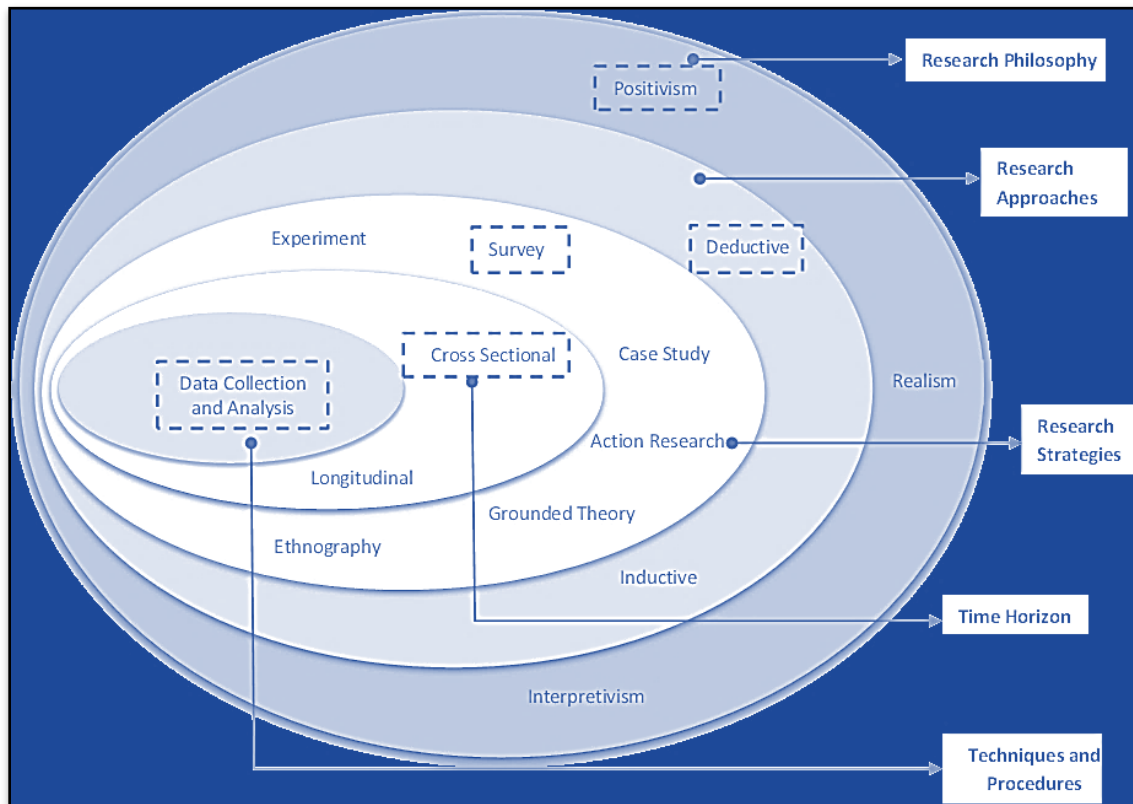 Research Philosophy
Positivism
Research
Approaches
Experiment
Survey
Deductive
Cross Sectional
Case Study
Data Collection
and Analysis
Realism
Action Research
Research
Strategies
Longitudinal
Grounded Theory
Ethnography
Inductive
Time Horizon
Interpretivism
Techniques and
Procedures